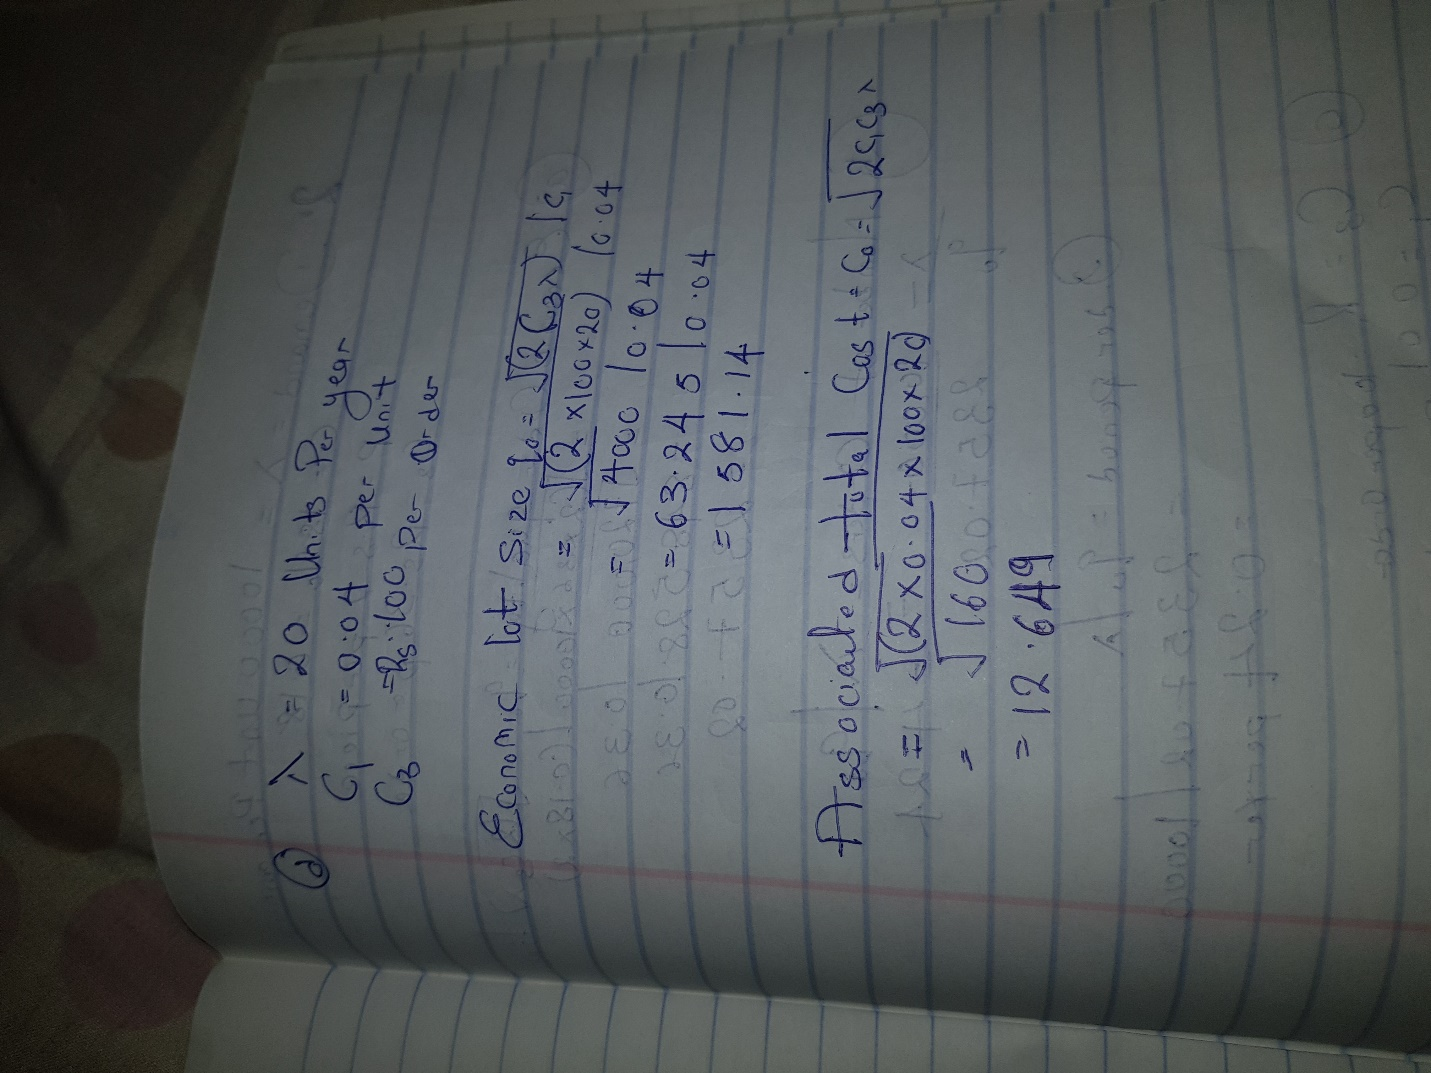 ② λ = 20 Units Per year
C₁ = 0.04 Per Unit
C₃ = Rs.100 Per Order
Economic lot Size q₀ = √(2C₃λ) / C₁
= √(2×100×20) / 0.04
= √4000 / 0.04
= 63.245 / 0.04
= 1581.14
Associated total Cost = C₀ = √2C₁C₃λ
= √(2×0.04×100×20)
= √160
= 12.649